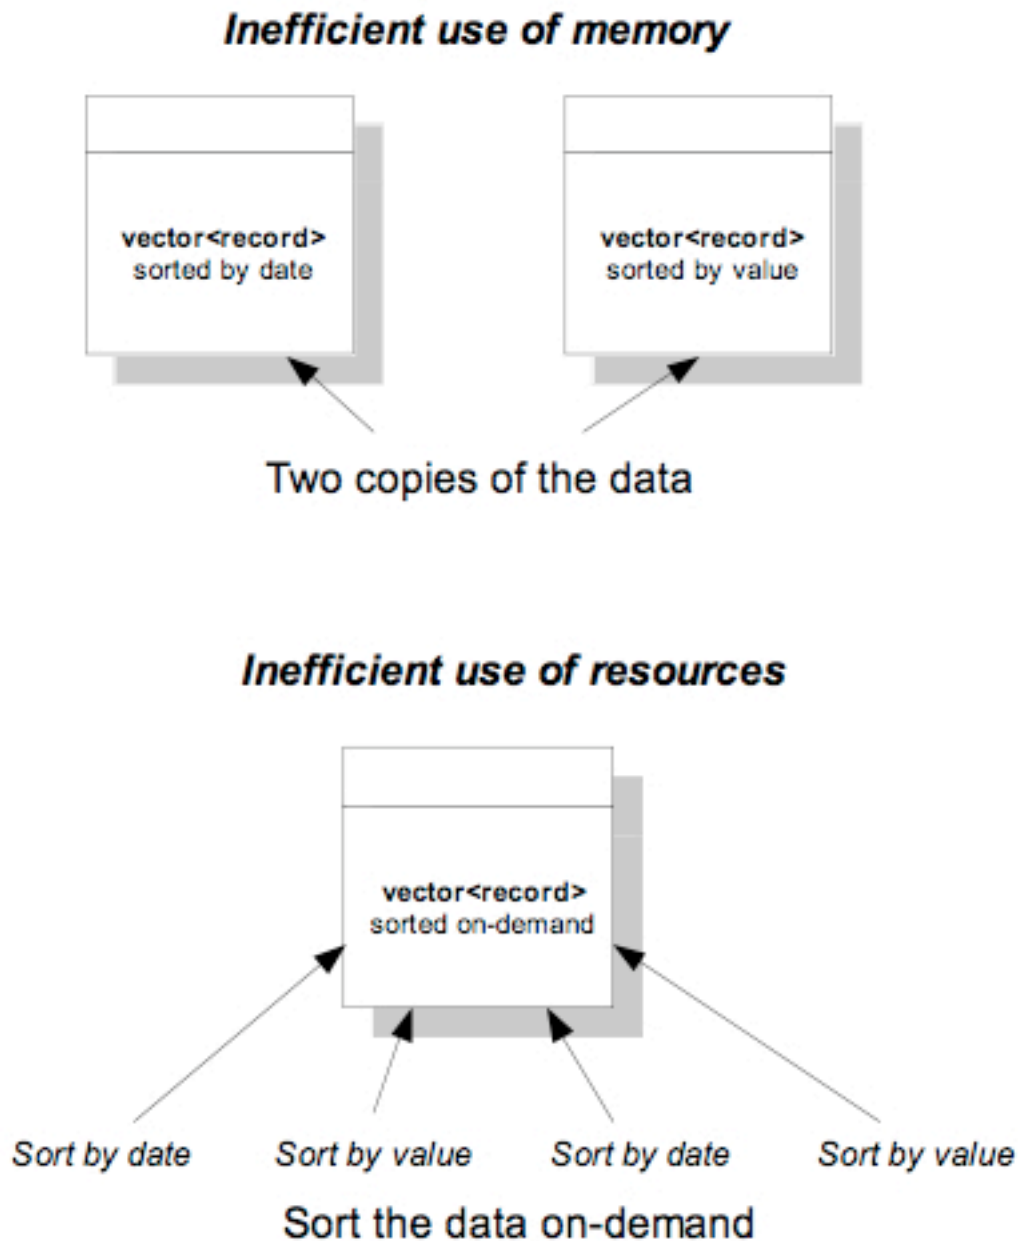 Inefficient use of memory
vector<record> vector<record>
sorted by date sorted by value
Two copies of the data
Inefficient use of resources
vector<record>
sorted on-demand
Sort by date Sort by value Sort by date Sort by value
Sort the data on-demand